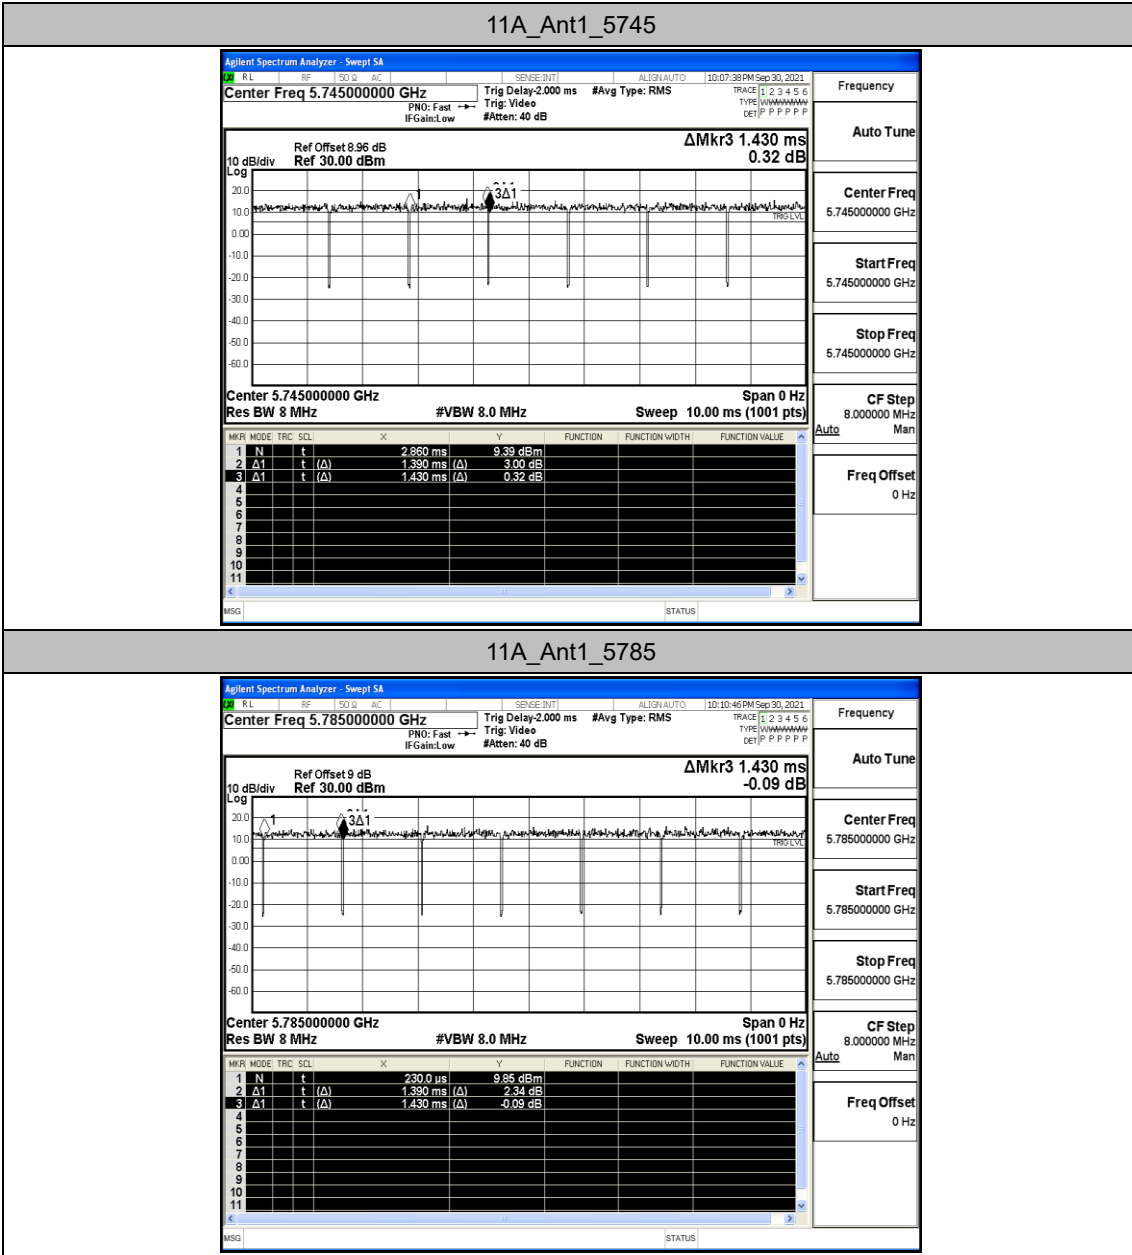 11A_Ant1_5745
Agilent Spectrum Analyzer - Swept SA
RL RF 50 Ω AC SENSE:INT ALIGN AUTO 10:07:38 PM Sep 30, 2021
Center Freq 5.745000000 GHz
PNO: Fast
IFGain:Low
Trig Delay-2.000 ms #Avg Type: RMS
Trig: Video
#Atten: 40 dB
TRACE 1 2 3 4 5 6
TYPE
DET P P P P P P
ΔMkr3 1.430 ms
0.32 dB
Ref Offset 8.96 dB
10 dB/div Ref 30.00 dBm
Log
20.0
10.0
0.00
-10.0
-20.0
-30.0
-40.0
-50.0
-60.0
1
3Δ1
TRIG LVL
Center 5.745000000 GHz Span 0 Hz
Res BW 8 MHz #VBW 8.0 MHz Sweep 10.00 ms (1001 pts)
MKR MODE TRC SCL X Y FUNCTION FUNCTION WIDTH FUNCTION VALUE
1 N t 2.860 ms 9.39 dBm
2 Δ1 t (Δ) 1.390 ms (Δ) 3.00 dB
3 Δ1 t (Δ) 1.430 ms (Δ) 0.32 dB
4
5
6
7
8
9
10
11
MSG STATUS
Frequency
Auto Tune
Center Freq
5.745000000 GHz
Start Freq
5.745000000 GHz
Stop Freq
5.745000000 GHz
CF Step
8.000000 MHz
Auto Man
Freq Offset
0 Hz
11A_Ant1_5785
Agilent Spectrum Analyzer - Swept SA
RL RF 50 Ω AC SENSE:INT ALIGN AUTO 10:10:46 PM Sep 30, 2021
Center Freq 5.785000000 GHz
PNO: Fast
IFGain:Low
Trig Delay-2.000 ms #Avg Type: RMS
Trig: Video
#Atten: 40 dB
TRACE 1 2 3 4 5 6
TYPE
DET P P P P P P
ΔMkr3 1.430 ms
-0.09 dB
Ref Offset 9 dB
10 dB/div Ref 30.00 dBm
Log
20.0
10.0
0.00
-10.0
-20.0
-30.0
-40.0
-50.0
-60.0
1
3Δ1
TRIG LVL
Center 5.785000000 GHz Span 0 Hz
Res BW 8 MHz #VBW 8.0 MHz Sweep 10.00 ms (1001 pts)
MKR MODE TRC SCL X Y FUNCTION FUNCTION WIDTH FUNCTION VALUE
1 N t 230.0 µs 9.85 dBm
2 Δ1 t (Δ) 1.390 ms (Δ) 2.34 dB
3 Δ1 t (Δ) 1.430 ms (Δ) -0.09 dB
4
5
6
7
8
9
10
11
MSG STATUS
Frequency
Auto Tune
Center Freq
5.785000000 GHz
Start Freq
5.785000000 GHz
Stop Freq
5.785000000 GHz
CF Step
8.000000 MHz
Auto Man
Freq Offset
0 Hz